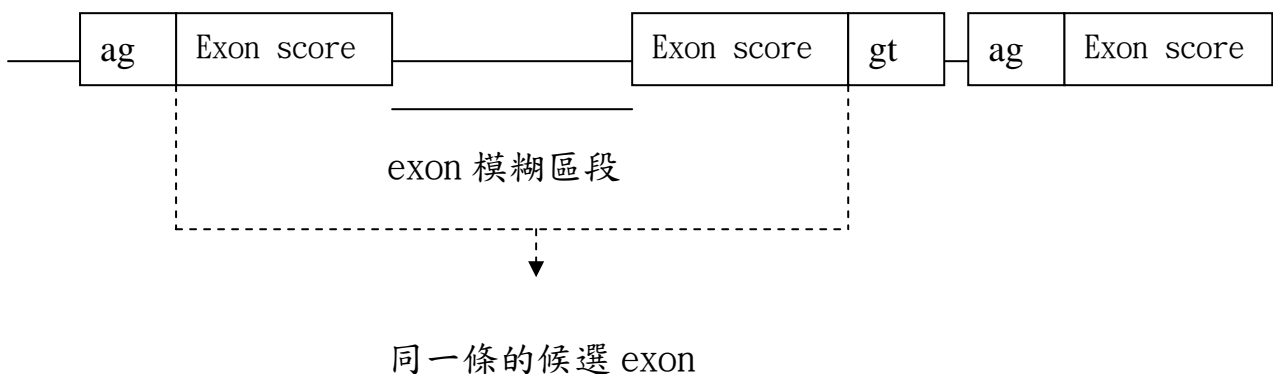 ag Exon score Exon score gt ag Exon score
exon 模糊區段
同一條的候選 exon